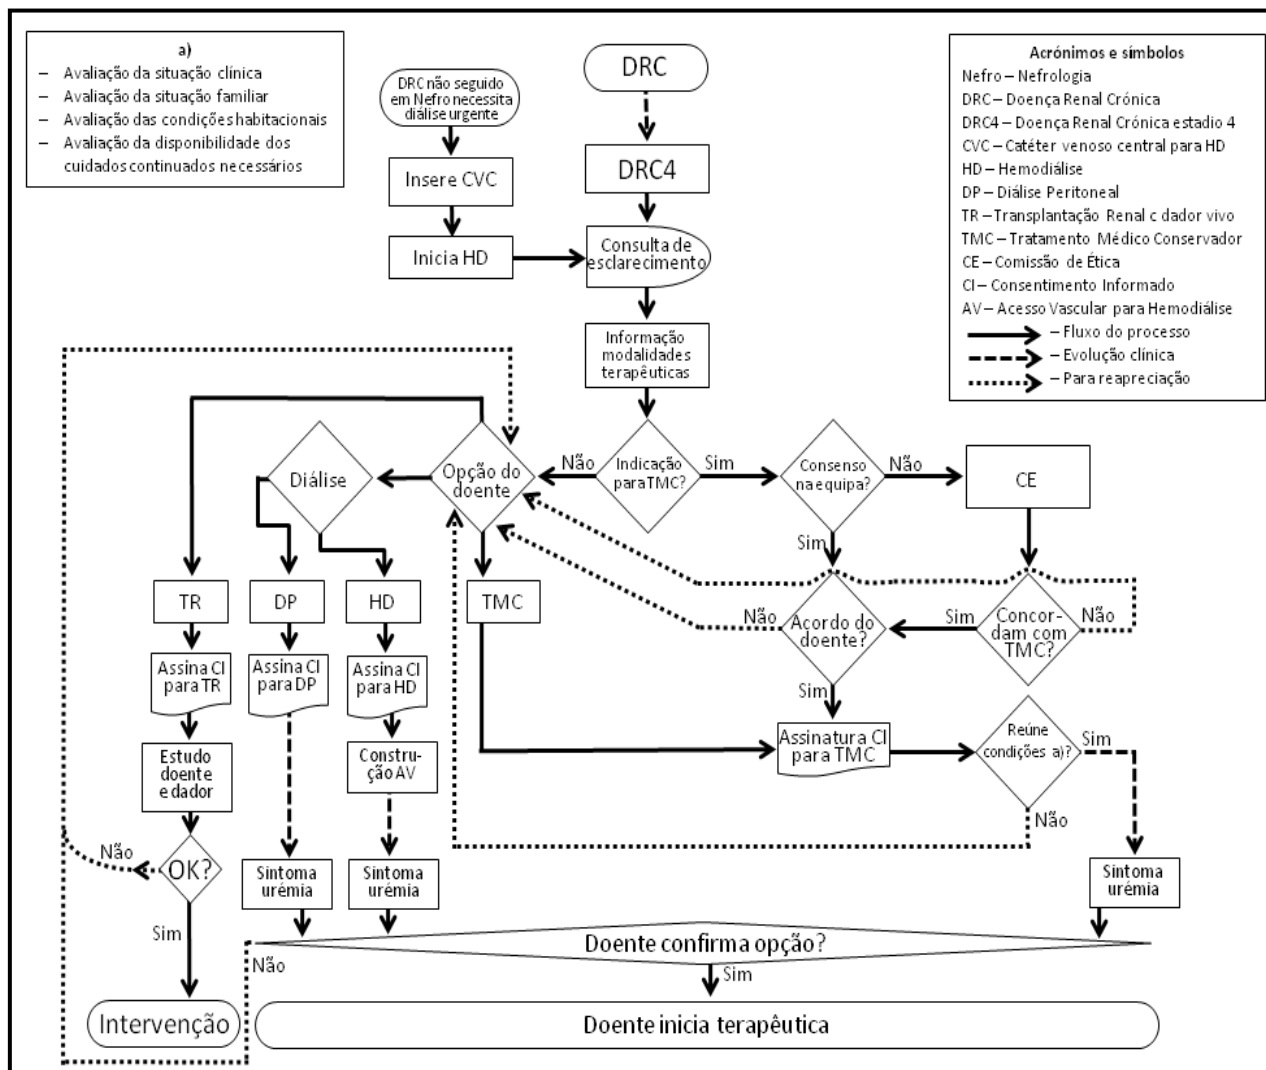 a)
– Avaliação da situação clínica
– Avaliação da situação familiar
– Avaliação das condições habitacionais
– Avaliação da disponibilidade dos
cuidados continuados necessários
DRC não seguido
em Nefro necessita
diálise urgente
Insere CVC
Inicia HD
DRC
DRC4
Consulta de
esclarecimento
Informação
modalidades
terapêuticas
Acrónimos e símbolos
Nefro – Nefrologia
DRC – Doença Renal Crónica
DRC4 – Doença Renal Crónica estadio 4
CVC – Catéter venoso central para HD
HD – Hemodiálise
DP – Diálise Peritoneal
TR – Transplantação Renal c dador vivo
TMC – Tratamento Médico Conservador
CE – Comissão de Ética
CI – Consentimento Informado
AV – Acesso Vascular para Hemodiálise
– Fluxo do processo
– Evolução clínica
– Para reapreciação
Diálise
Opção do
doente
Não
Indicação
para TMC?
Sim
Consenso
na equipa?
Não
CE
Sim
TR
DP
HD
TMC
Não
Acordo do
doente?
Sim
Concor-
dam com
TMC?
Não
Assina CI
para TR
Assina CI
para DP
Assina CI
para HD
Sim
Estudo
doente
e dador
Constru-
ção AV
Assinatura CI
para TMC
Reúne
condições a)?
Sim
Não
Não
OK?
Sintoma
urémia
Sintoma
urémia
Sintoma
urémia
Sim
Não
Doente confirma opção?
Sim
Intervenção
Doente inicia terapêutica